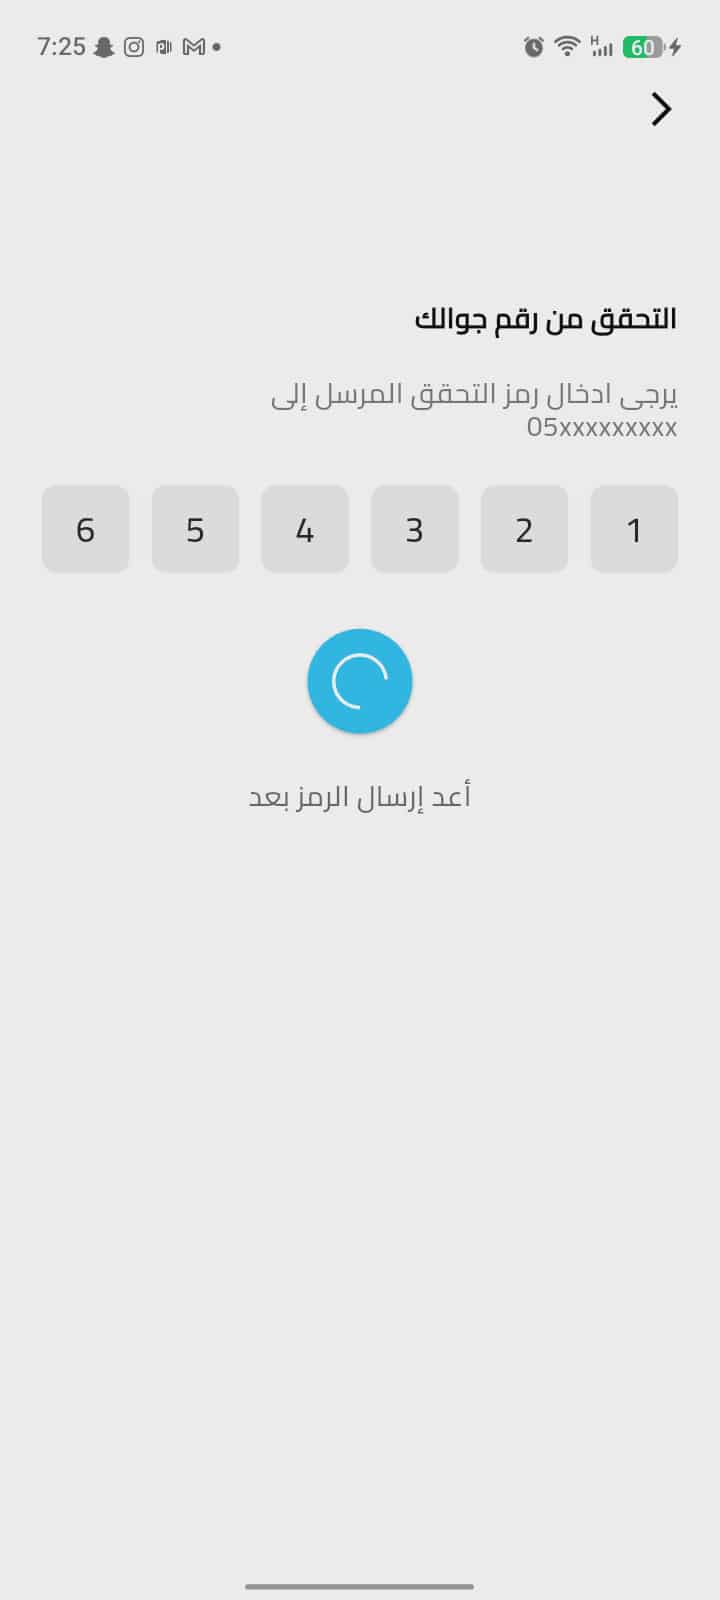 7:25
H
60
التحقق من رقم جوالك
يرجى ادخال رمز التحقق المرسل إلى
05xxxxxxxxx
1 2 3 4 5 6
أعد إرسال الرمز بعد